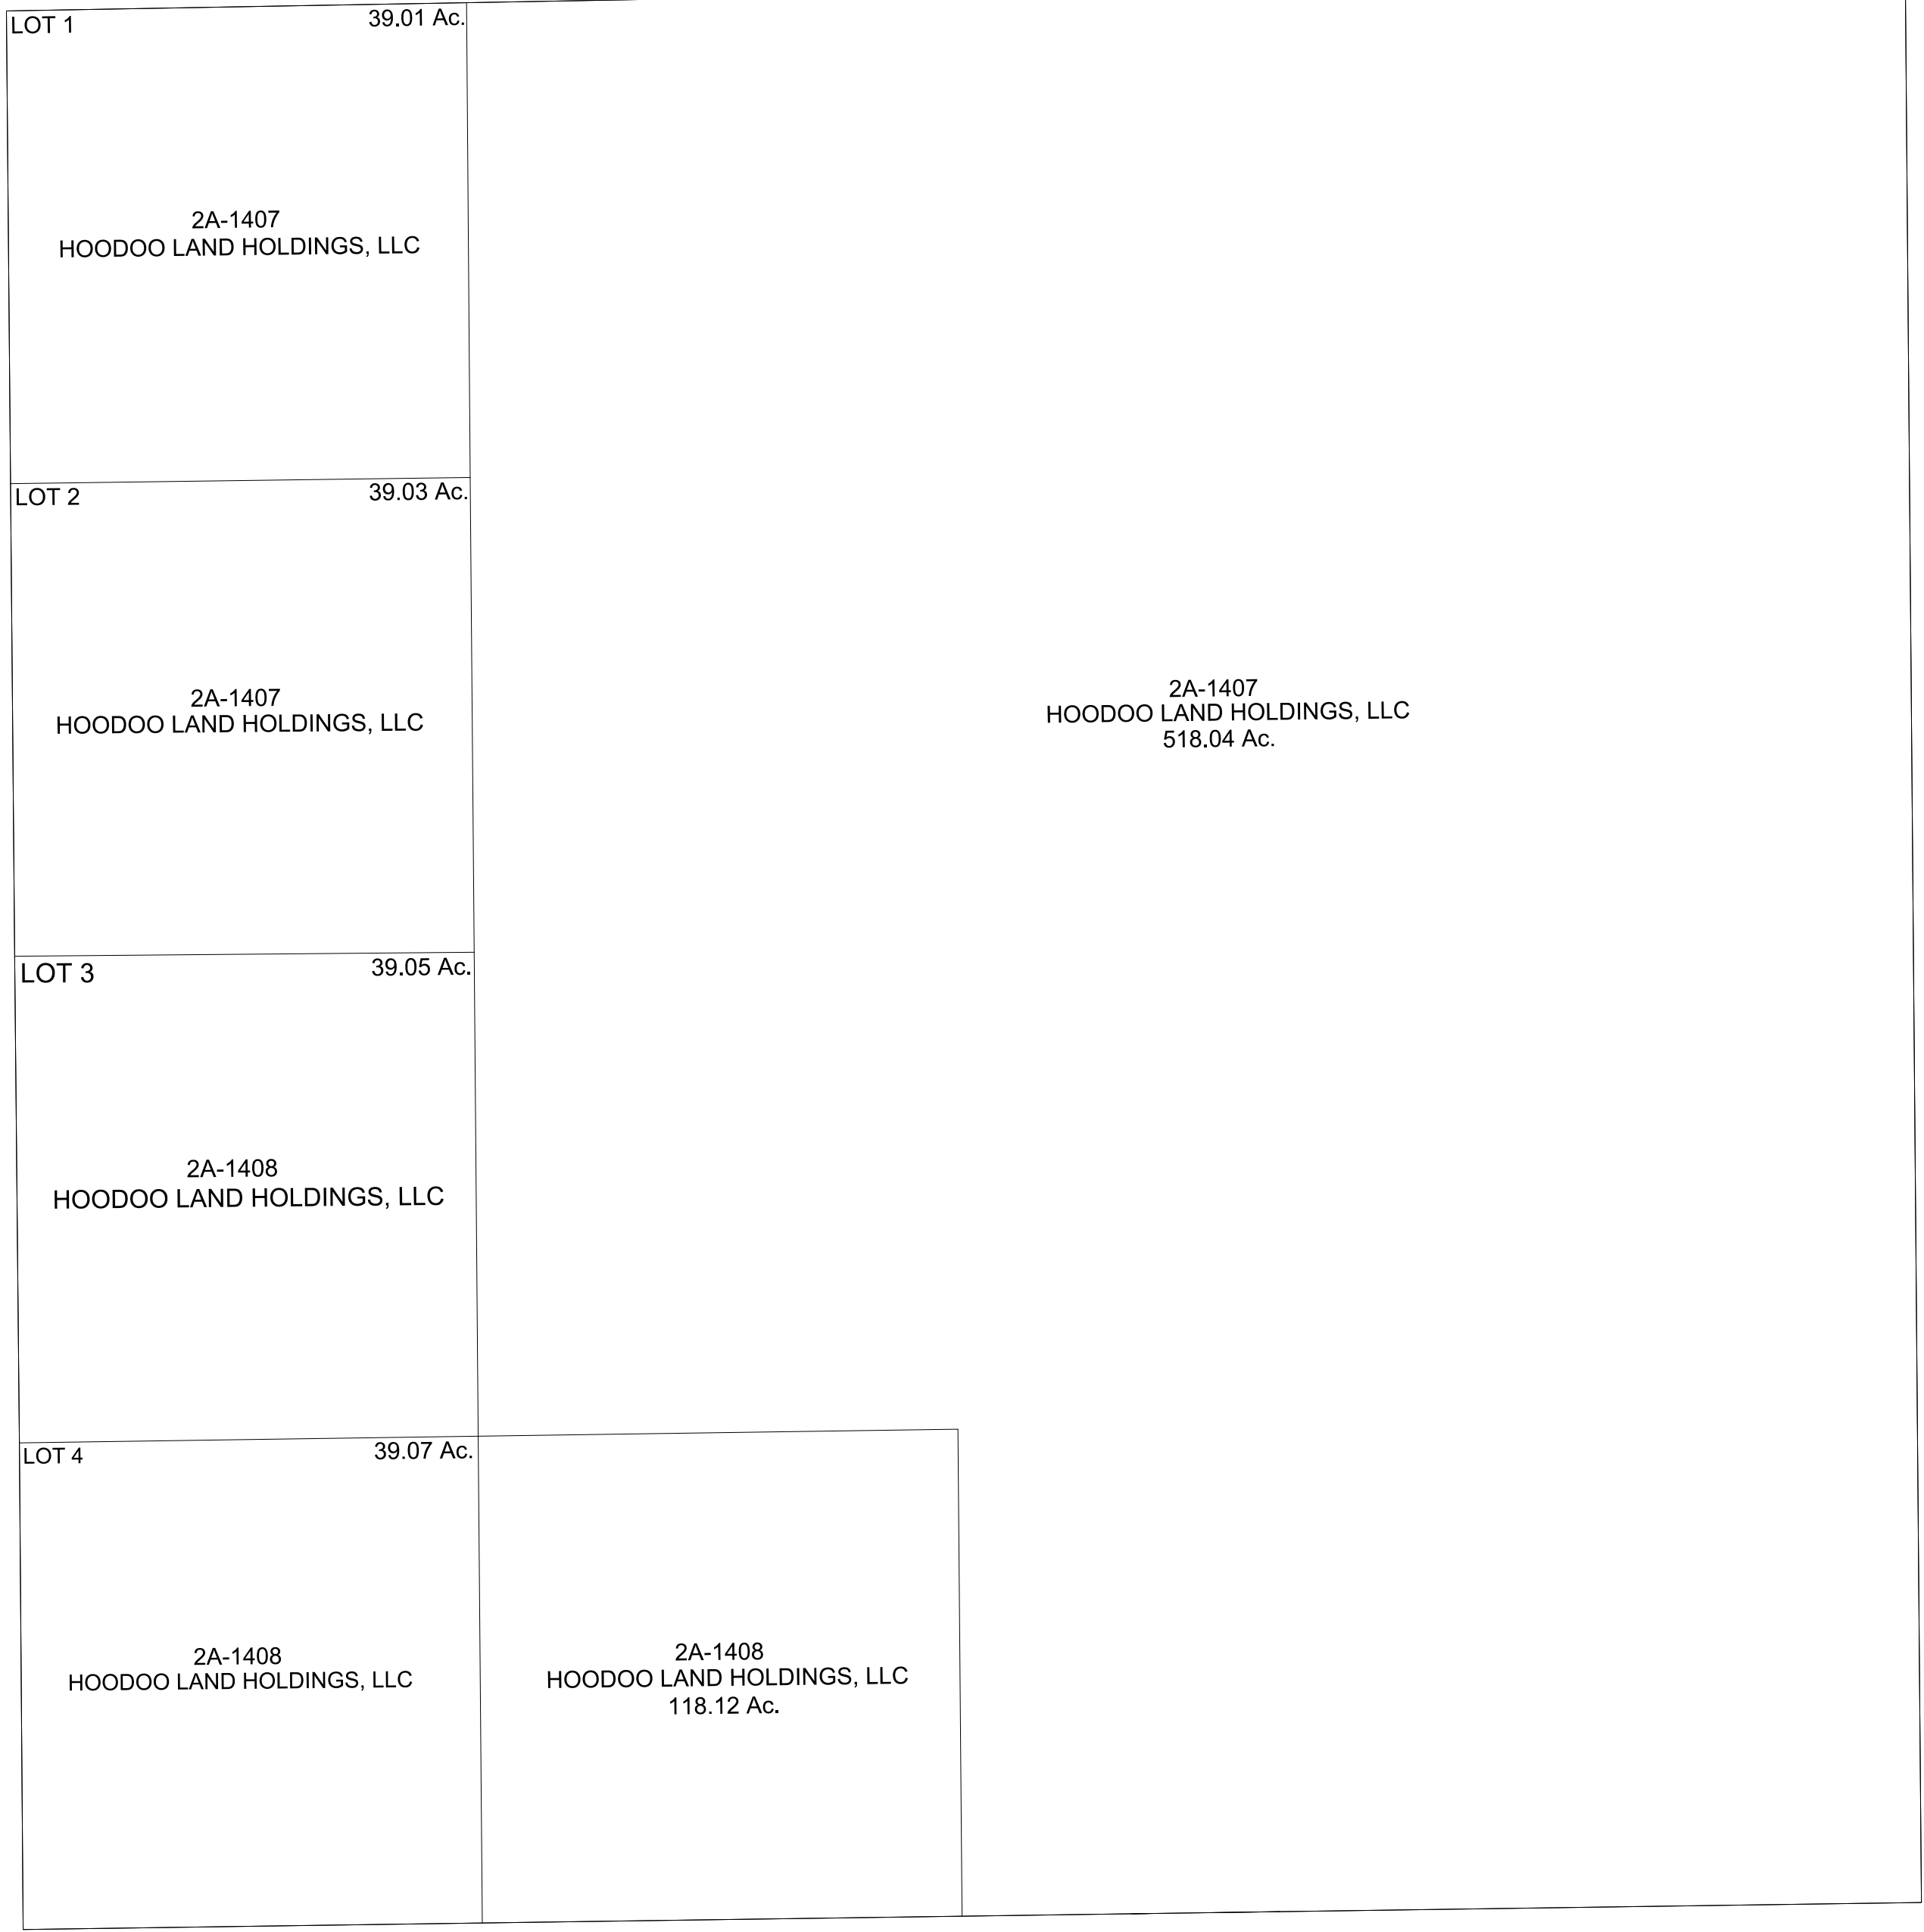 LOT 1
39.01 Ac.
2A-1407
HOODOO LAND HOLDINGS, LLC
LOT 2
39.03 Ac.
2A-1407
HOODOO LAND HOLDINGS, LLC
2A-1407
HOODOO LAND HOLDINGS, LLC
518.04 Ac.
LOT 3
39.05 Ac.
2A-1408
HOODOO LAND HOLDINGS, LLC
LOT 4
39.07 Ac.
2A-1408
HOODOO LAND HOLDINGS, LLC
2A-1408
HOODOO LAND HOLDINGS, LLC
118.12 Ac.